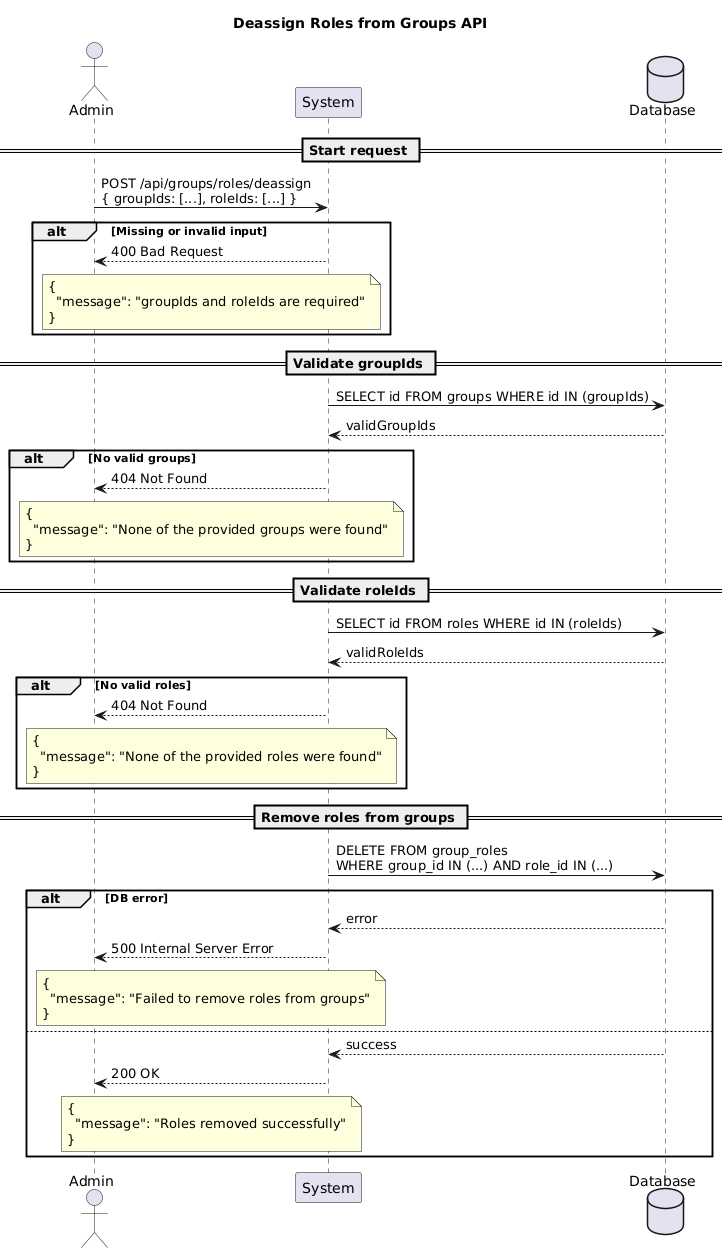 Deassign Roles from Groups API
Admin
System
Database
Start request
POST /api/groups/roles/deassign
{ groupIds: [...], roleIds: [...] }
alt
[Missing or invalid input]
400 Bad Request
{
"message": "groupIds and roleIds are required"
}
Validate groupIds
SELECT id FROM groups WHERE id IN (groupIds)
validGroupIds
alt
[No valid groups]
404 Not Found
{
"message": "None of the provided groups were found"
}
Validate roleIds
SELECT id FROM roles WHERE id IN (roleIds)
validRoleIds
alt
[No valid roles]
404 Not Found
{
"message": "None of the provided roles were found"
}
Remove roles from groups
DELETE FROM group_roles
WHERE group_id IN (...) AND role_id IN (...)
alt
[DB error]
error
500 Internal Server Error
{
"message": "Failed to remove roles from groups"
}
success
200 OK
{
"message": "Roles removed successfully"
}
Admin
System
Database